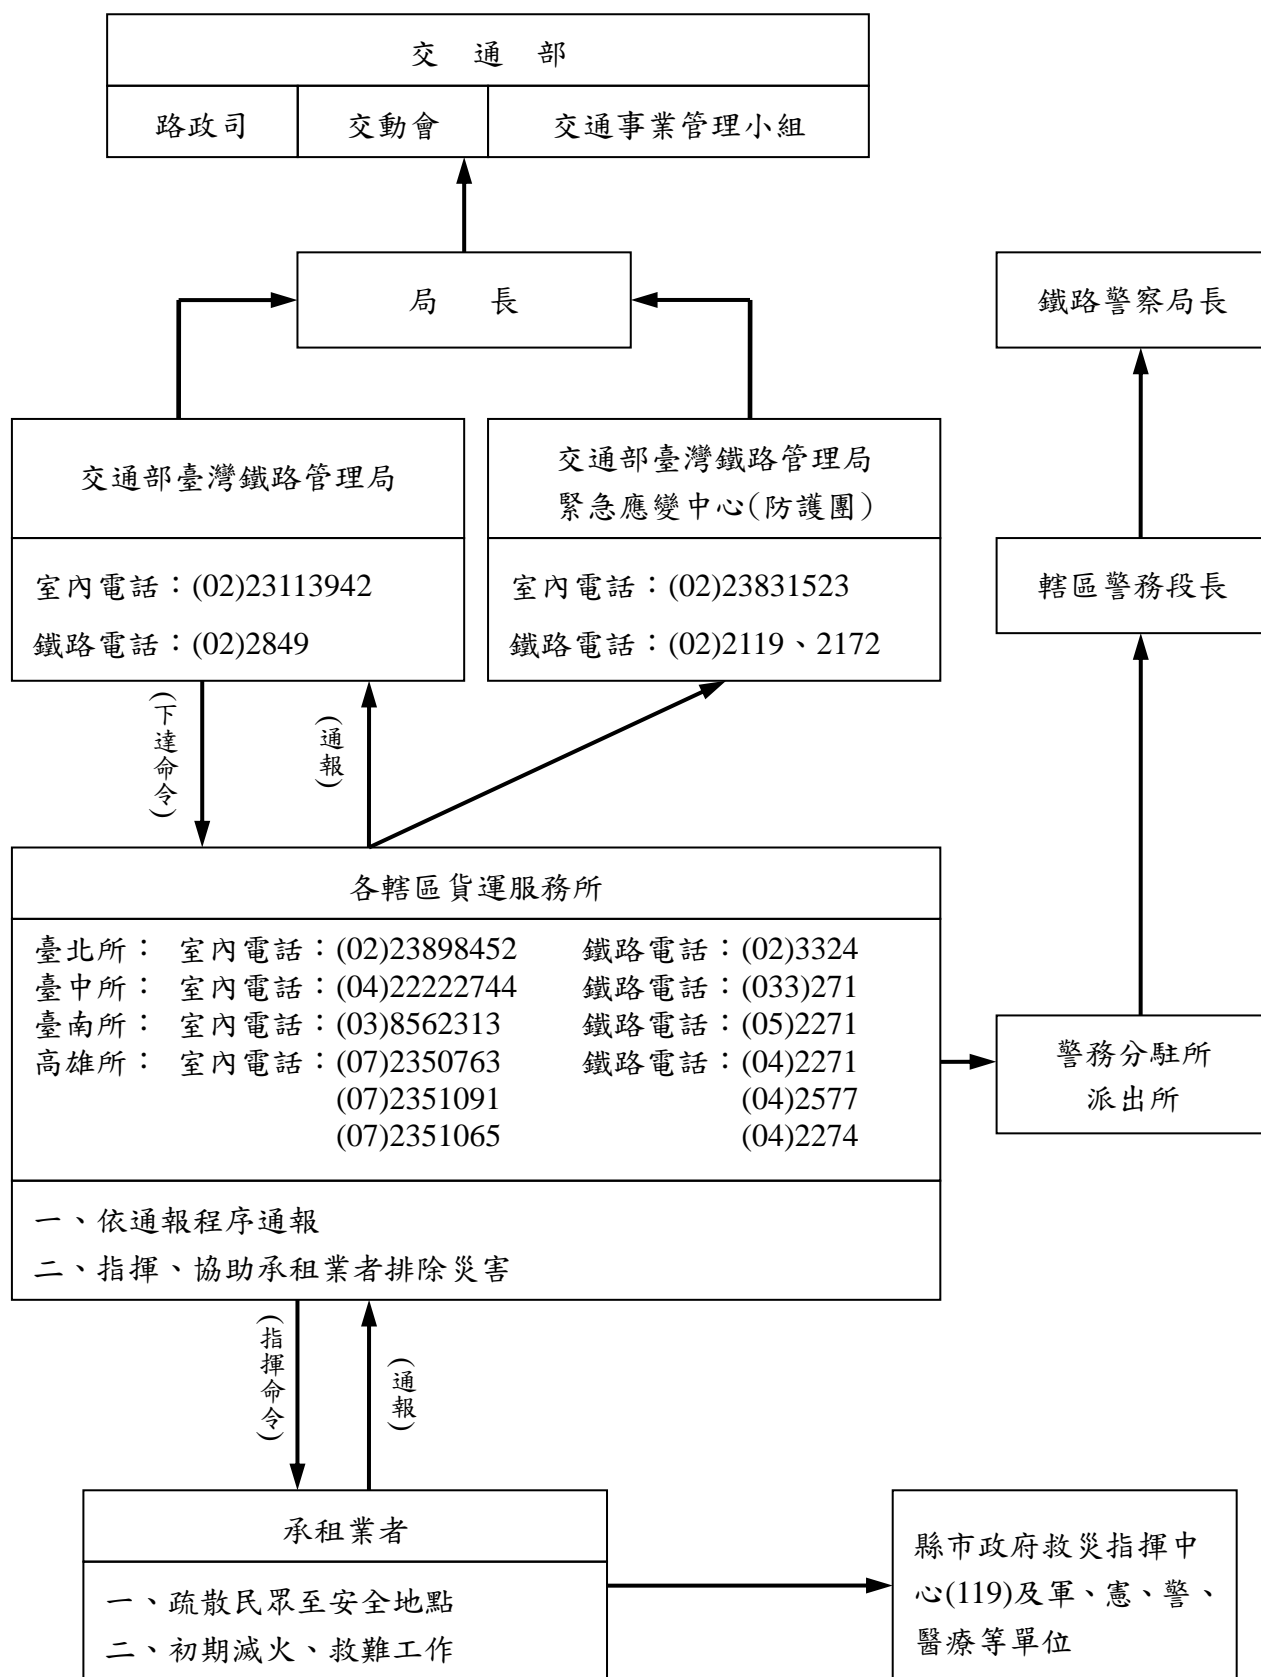 交通部
路政司 交動會 交通事業管理小組
局長
鐵路警察局長
交通部臺灣鐵路管理局
室內電話：(02)23113942
鐵路電話：(02)2849
交通部臺灣鐵路管理局
緊急應變中心(防護團)
室內電話：(02)23831523
鐵路電話：(02)2119、2172
轄區警務段長
(下達命令)
(通報)
各轄區貨運服務所
臺北所： 室內電話：(02)23898452 鐵路電話：(02)3324
臺中所： 室內電話：(04)22222744 鐵路電話：(033)271
臺南所： 室內電話：(03)8562313 鐵路電話：(05)2271
高雄所： 室內電話：(07)2350763 鐵路電話：(04)2271
(07)2351091 (04)2577
(07)2351065 (04)2274
一、依通報程序通報
二、指揮、協助承租業者排除災害
警務分駐所
派出所
(指揮命令)
(通報)
承租業者
一、疏散民眾至安全地點
二、初期滅火、救難工作
縣市政府救災指揮中
心(119)及軍、憲、警、
醫療等單位